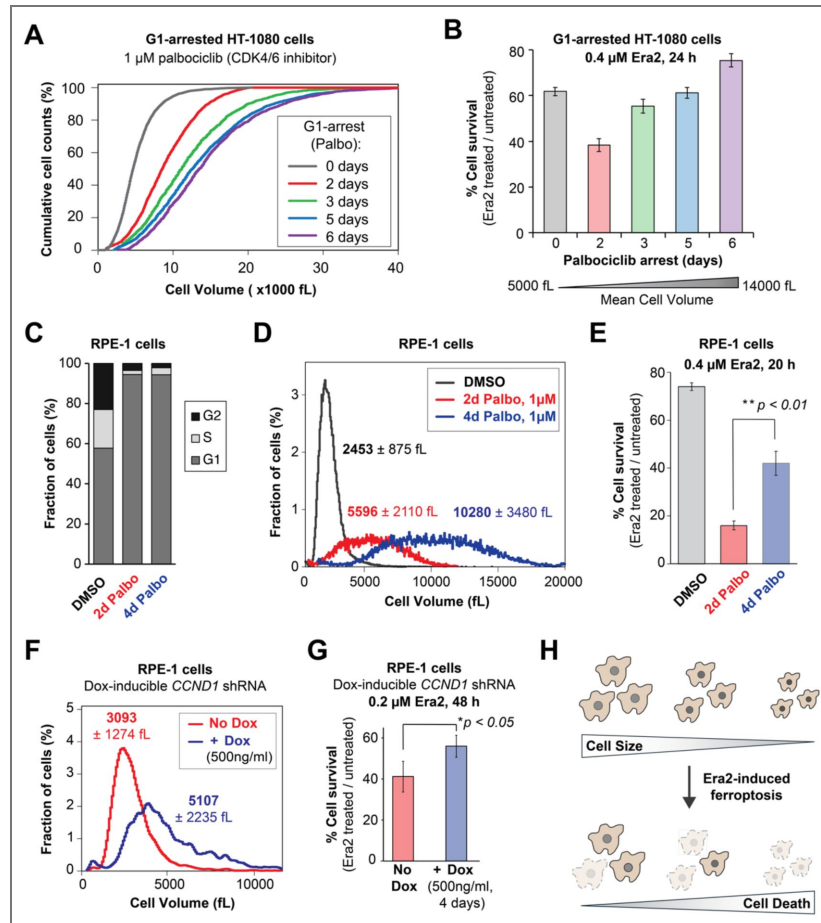 A
G1-arrested HT-1080 cells
1 µM palbociclib (CDK4/6 inhibitor)
Cumulative cell counts (%)
100
80
60
40
20
0
G1-arrest
(Palbo):
0 days
2 days
3 days
5 days
6 days
0 10 20 30 40
Cell Volume ( x1000 fL)
B
G1-arrested HT-1080 cells
0.4 µM Era2, 24 h
% Cell survival
(Era2 treated / untreated)
80
60
40
20
0
0 2 3 5 6
Palbociclib arrest (days)
5000 fL 14000 fL
Mean Cell Volume
C
RPE-1 cells
Fraction of cells (%)
100
80
60
40
20
0
G2
S
G1
DMSO
2d Palbo
4d Palbo
D
RPE-1 cells
Fraction of cells (%)
3
2
1
0
DMSO
2d Palbo, 1µM
4d Palbo, 1µM
2453 ± 875 fL
5596 ± 2110 fL
10280 ± 3480 fL
0 5000 10000 15000 20000
Cell Volume (fL)
E
RPE-1 cells
0.4 µM Era2, 20 h
% Cell survival
(Era2 treated / untreated)
80
60
40
20
0
** p < 0.01
DMSO
2d Palbo
4d Palbo
F
RPE-1 cells
Dox-inducible CCND1 shRNA
Fraction of cells (%)
5
4
3
2
1
0
3093
± 1274 fL
No Dox
+ Dox
(500ng/ml)
5107
± 2235 fL
0 5000 10000
Cell Volume (fL)
G
RPE-1 cells
Dox-inducible CCND1 shRNA
0.2 µM Era2, 48 h
% Cell survival
(Era2 treated / untreated)
60
40
20
0
*p < 0.05
No
Dox
+ Dox
(500ng/ml,
4 days)
H
Cell Size
Era2-induced
ferroptosis
Cell Death